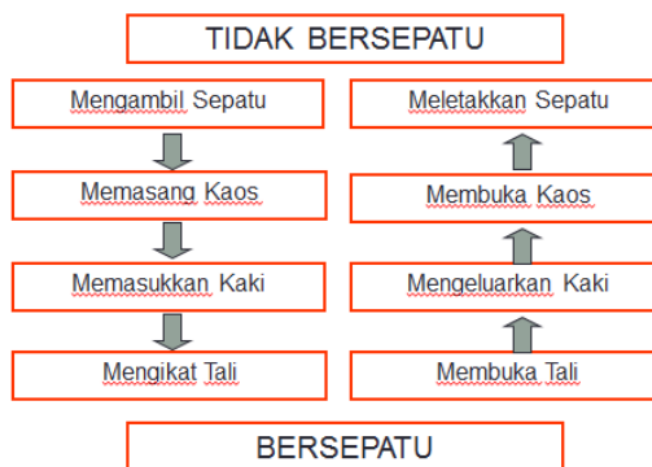 TIDAK BERSEPATU
Mengambil Sepatu
Memasang Kaos
Memasukkan Kaki
Mengikat Tali
Meletakkan Sepatu
Membuka Kaos
Mengeluarkan Kaki
Membuka Tali
BERSEPATU